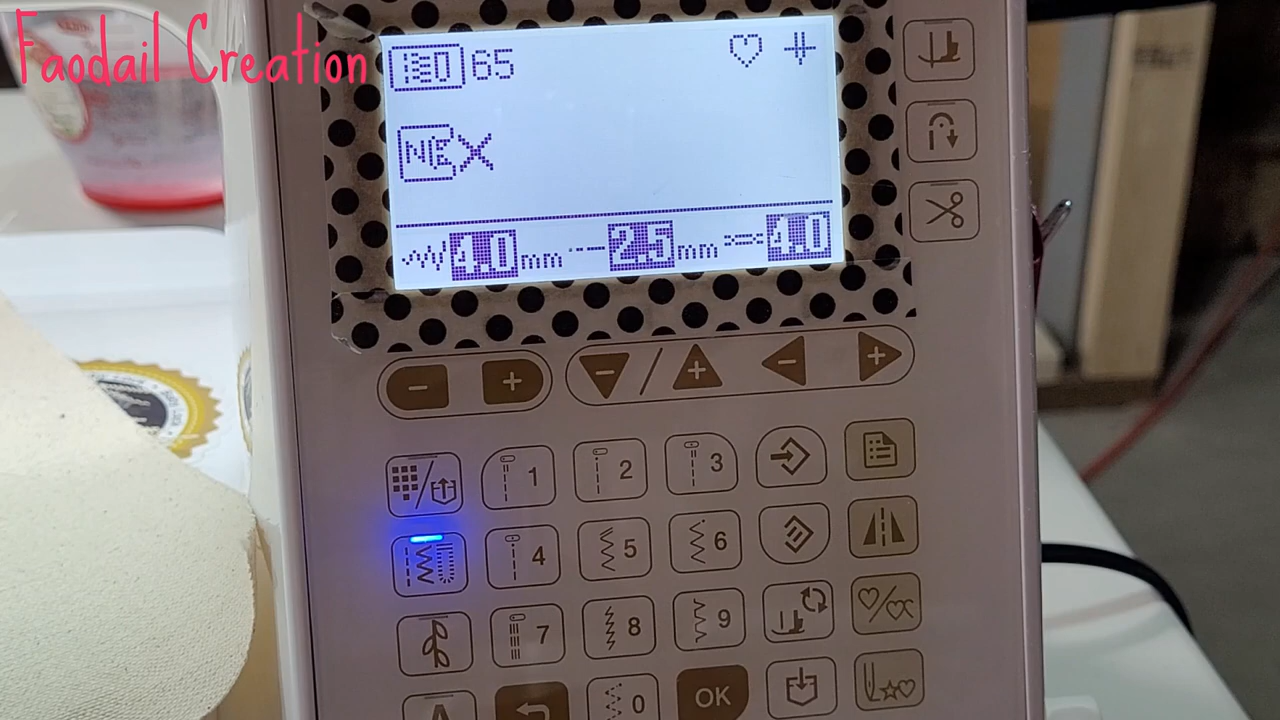 Faodail Creation
65
N/E X
4.0 mm 2.5 mm 4.0
- + - / + - +
1 2 3
4 5 6
7 8 9
0 OK